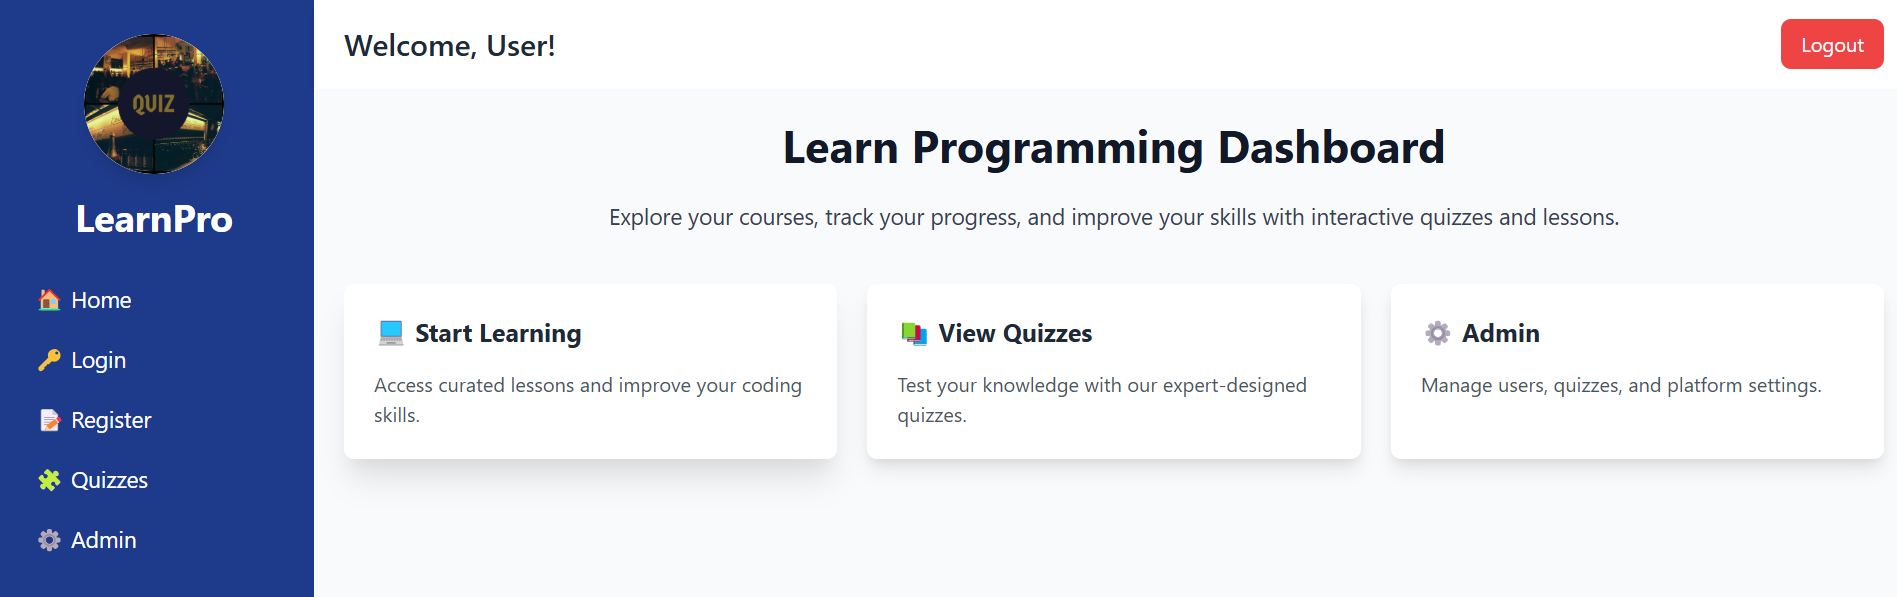 QUIZ
LearnPro
Home
Login
Register
Quizzes
Admin
Welcome, User!
Logout
Learn Programming Dashboard
Explore your courses, track your progress, and improve your skills with interactive quizzes and lessons.
Start Learning
Access curated lessons and improve your coding
skills.
View Quizzes
Test your knowledge with our expert-designed
quizzes.
Admin
Manage users, quizzes, and platform settings.